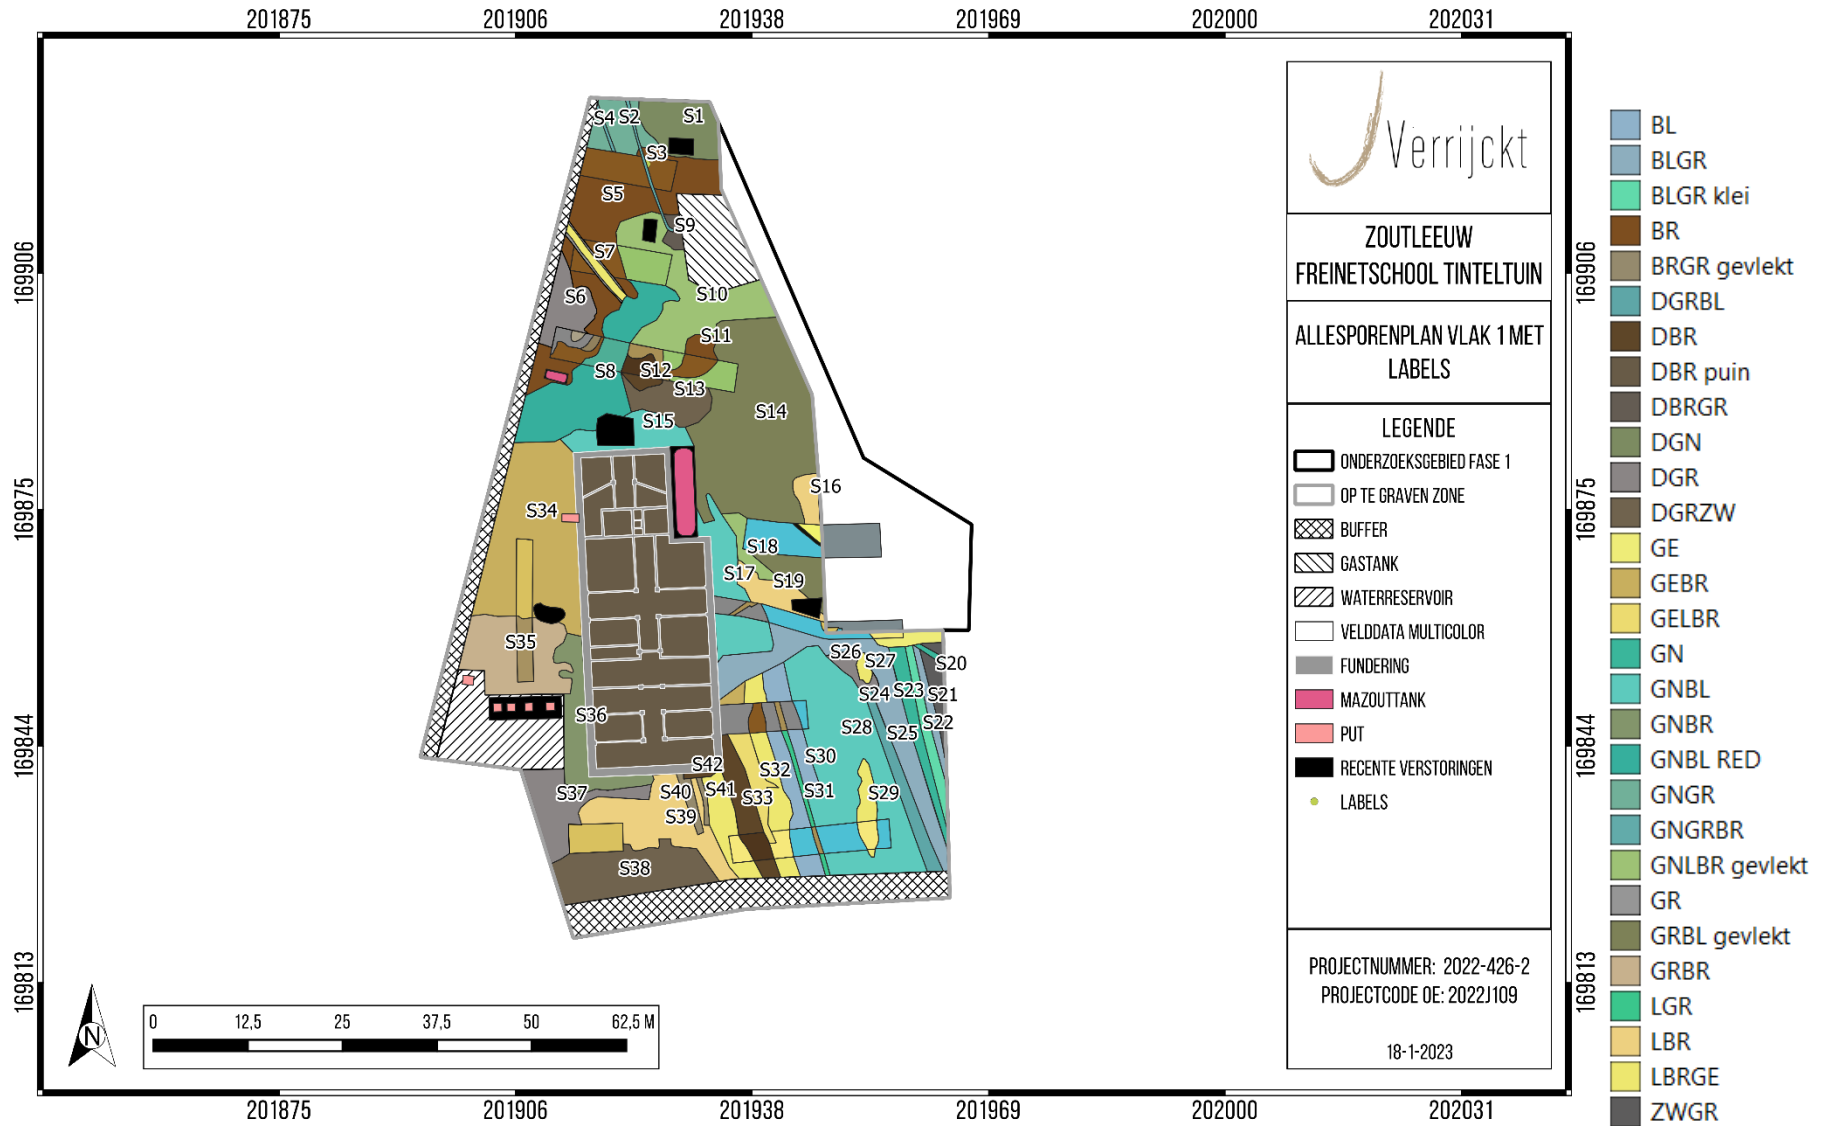 201875 201906 201938 201969 202000 202031
169906
169875
169844
169813
S4 S2 S1
S3
S5
S9
S7
S6
S10
S11
S8 S12
S13
S14
S15
S16
S34
S18
S17 S19
S35
S26 S27 S20
S24 S23 S21
S36
S28 S25 S22
S30
S42 S32
S37 S40 S41 S33 S31 S29
S39
S38
N
0 12,5 25 37,5 50 62,5 M
201875 201906 201938 201969 202000 202031
Verrijckt
ZOUTLEEUW
FREINETSCHOOL TINTELTUIN
ALLESPORENPLAN VLAK 1 MET
LABELS
LEGENDE
ONDERZOEKSGEBIED FASE 1
OP TE GRAVEN ZONE
BUFFER
GASTANK
WATERRESERVOIR
VELDDATA MULTICOLOR
FUNDERING
MAZOUTTANK
PUT
RECENTE VERSTORINGEN
LABELS
PROJECTNUMMER: 2022-426-2
PROJECTCODE OE: 2022J109
18-1-2023
169906
169875
169844
169813
BL
BLGR
BLGR klei
BR
BRGR gevlekt
DGRBL
DBR
DBR puin
DBRGR
DGN
DGR
DGRZW
GE
GEBR
GELBR
GN
GNBL
GNBR
GNBL RED
GNGR
GNGRBR
GNLBR gevlekt
GR
GRBL gevlekt
GRBR
LGR
LBR
LBRGE
ZWGR